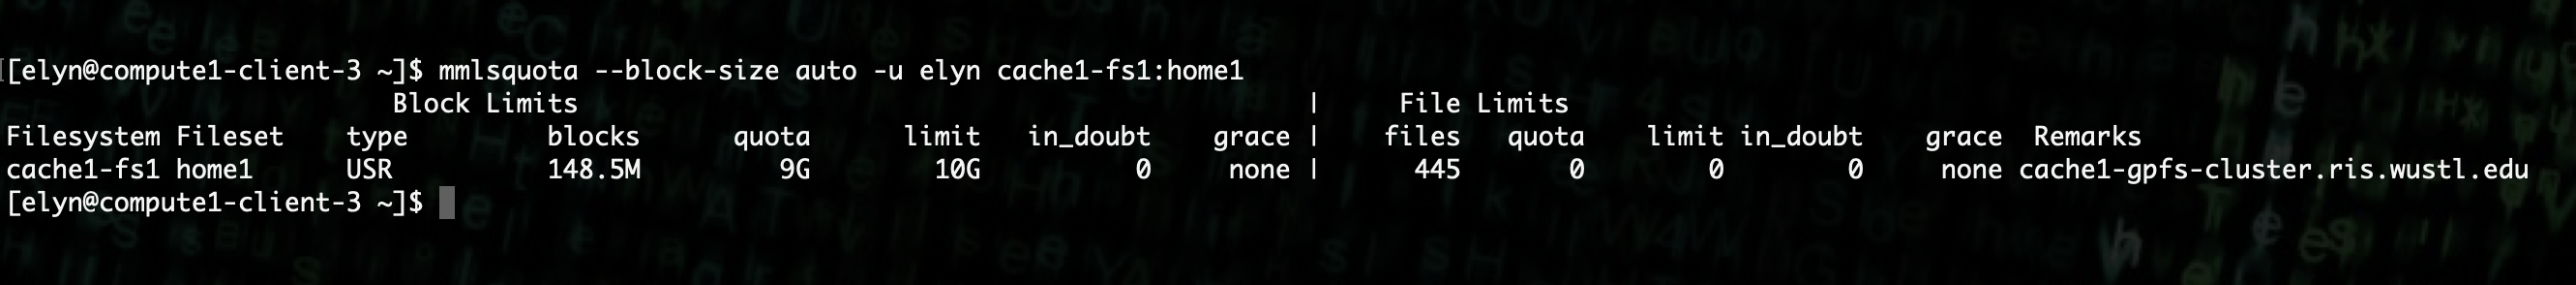 [elyn@compute1-client-3 ~]$ mmlsquota --block-size auto -u elyn cache1-fs1:home1
Block Limits | File Limits
Filesystem Fileset type blocks quota limit in_doubt grace | files quota limit in_doubt grace Remarks
cache1-fs1 home1 USR 148.5M 9G 10G 0 none | 445 0 0 0 none cache1-gpfs-cluster.ris.wustl.edu
[elyn@compute1-client-3 ~]$